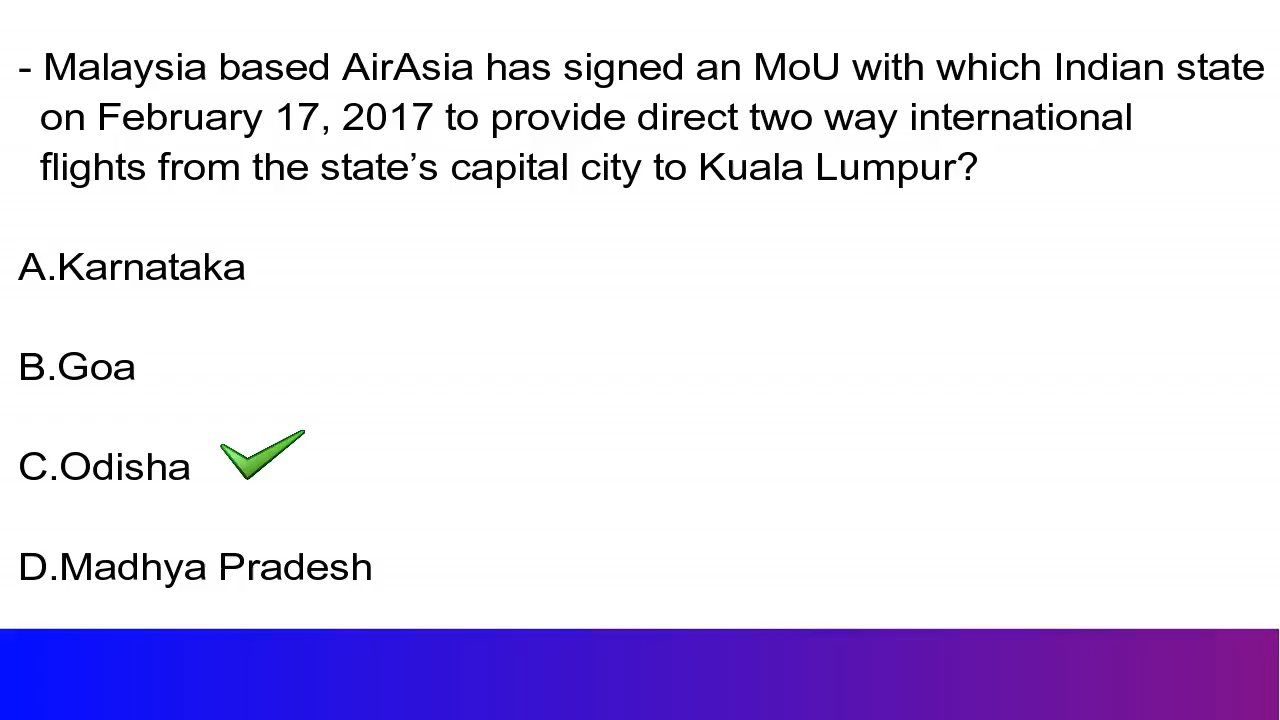 - Malaysia based AirAsia has signed an MoU with which Indian state
on February 17, 2017 to provide direct two way international
flights from the state’s capital city to Kuala Lumpur?
A.Karnataka
B.Goa
C.Odisha
D.Madhya Pradesh